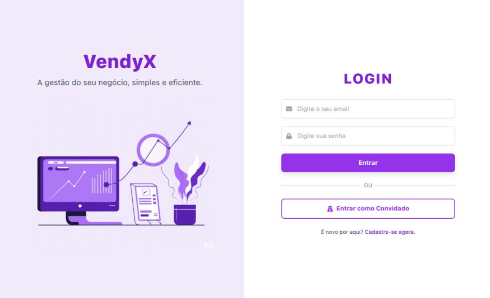 VendyX
A gestão do seu negócio, simples e eficiente.
LOGIN
Digite o seu email
Digite sua senha
Entrar
OU
Entrar como Convidado
É novo por aqui? Cadastre-se agora.